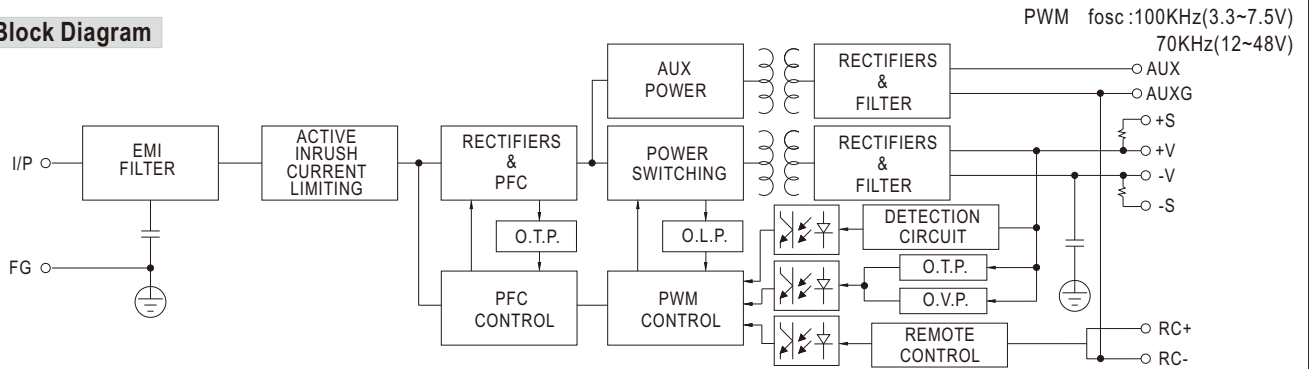 Block Diagram
PWM fosc :100KHz(3.3~7.5V)
70KHz(12~48V)
AUX
POWER
RECTIFIERS
&
FILTER
AUX
AUXG
+S
I/P
EMI
FILTER
ACTIVE
INRUSH
CURRENT
LIMITING
RECTIFIERS
&
PFC
POWER
SWITCHING
RECTIFIERS
&
FILTER
+V
-V
-S
O.T.P.
O.L.P.
DETECTION
CIRCUIT
FG
PFC
CONTROL
PWM
CONTROL
O.T.P.
O.V.P.
REMOTE
CONTROL
RC+
RC-